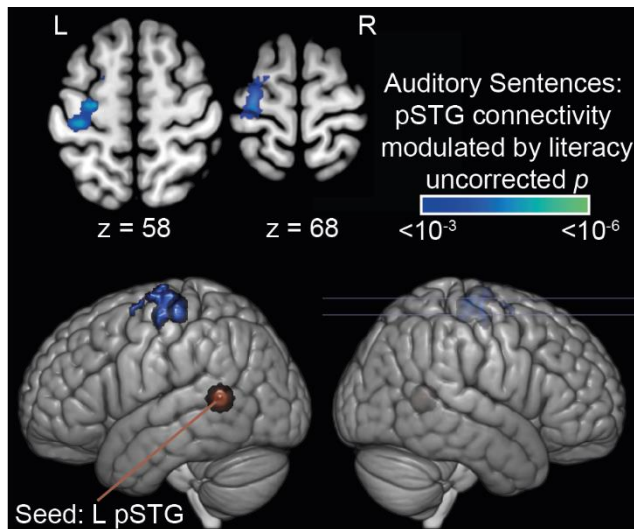 L
R
Auditory Sentences:
pSTG connectivity
modulated by literacy
uncorrected p
<10⁻³ <10⁻⁶
z = 58 z = 68
Seed: L pSTG